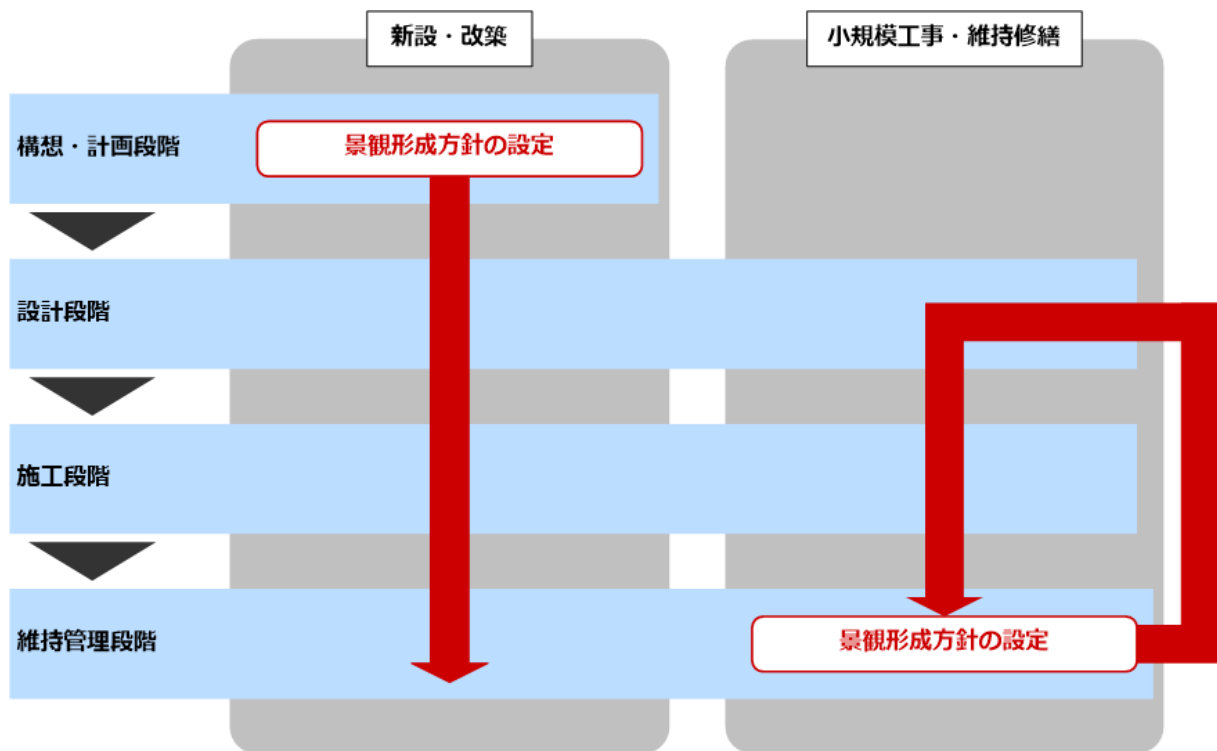 新設・改築
小規模工事・維持修繕
構想・計画段階
景観形成方針の設定
設計段階
施工段階
維持管理段階
景観形成方針の設定